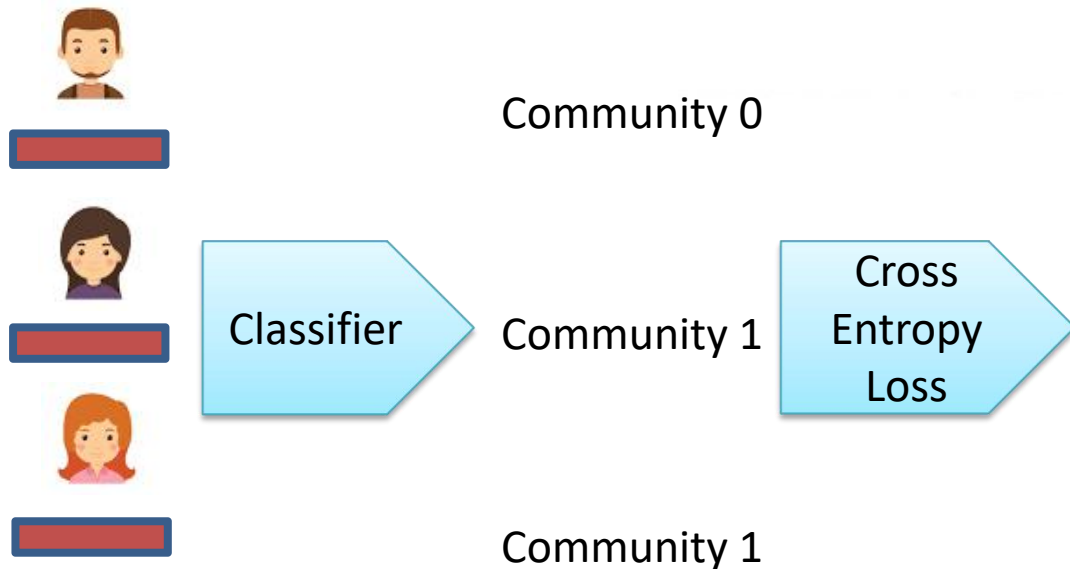 Community 0
Classifier
Community 1
Cross
Entropy
Loss
Community 1